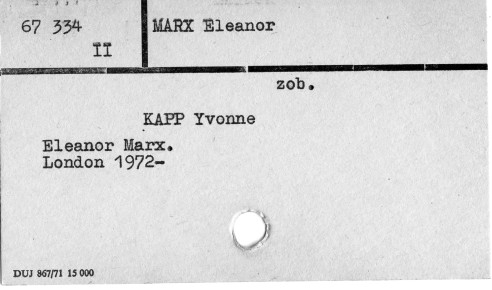 67 334
II
MARX Eleanor
zob.
KAPP Yvonne
Eleanor Marx.
London 1972-
DUJ 867/71 15 000